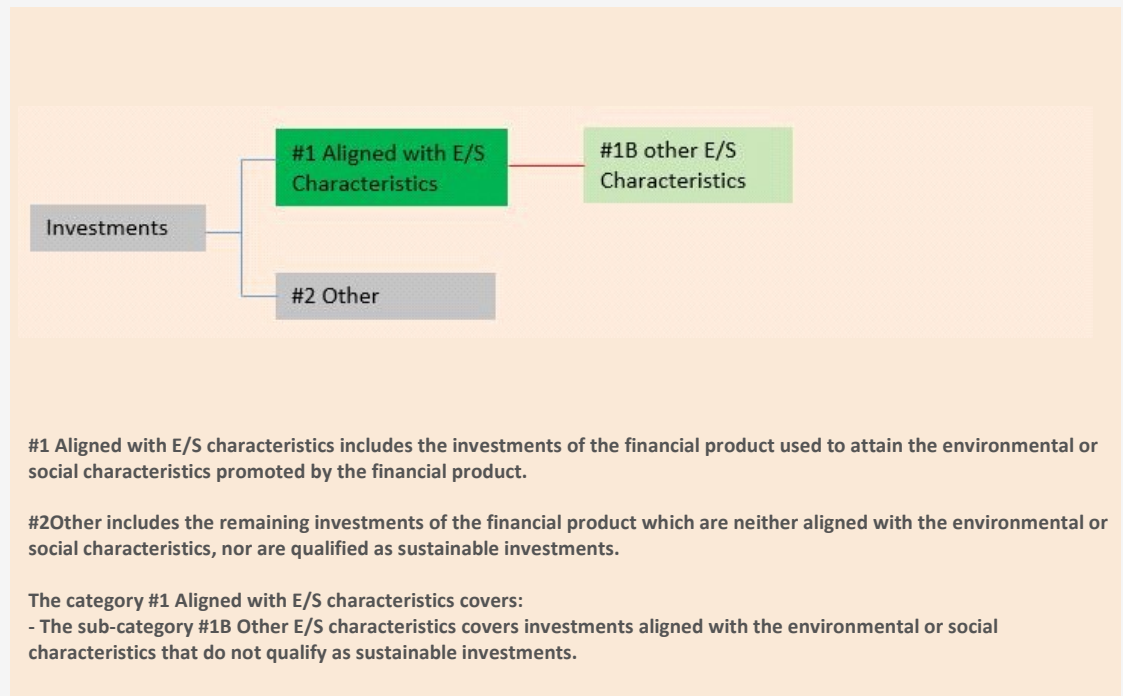 #1 Aligned with E/S
Characteristics
#1B other E/S
Characteristics
Investments
#2 Other
#1 Aligned with E/S characteristics includes the investments of the financial product used to attain the environmental or
social characteristics promoted by the financial product.
#2Other includes the remaining investments of the financial product which are neither aligned with the environmental or
social characteristics, nor are qualified as sustainable investments.
The category #1 Aligned with E/S characteristics covers:
- The sub-category #1B Other E/S characteristics covers investments aligned with the environmental or social
characteristics that do not qualify as sustainable investments.